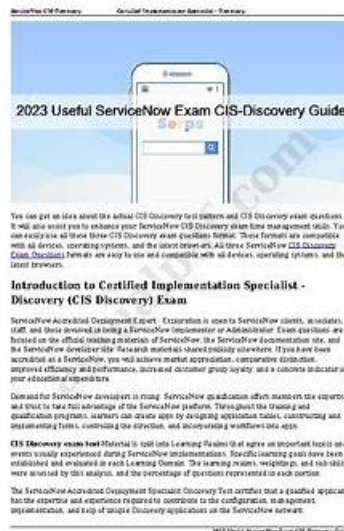 ServiceNow CIS-Discovery Certified Implementation Specialist - Discovery
2023 Useful ServiceNow Exam CIS-Discovery Guide
Serps
You can get an idea about the actual CIS-Discovery test pattern and CIS-Discovery exam questions.
It will also assist you to enhance your ServiceNow CIS-Discovery exam time management skills. You
can easily use all these three CIS-Discovery exam questions format. These formats are compatible
with all devices, operating systems, and the latest browsers. All three ServiceNow CIS-Discovery
Exam Questions formats are easy to use and compatible with all devices, operating systems, and the
latest browsers.
Introduction to Certified Implementation Specialist -
Discovery (CIS Discovery) Exam
ServiceNow Accredited Deployment Expert - Exploration is open to ServiceNow clients, associates,
staff, and those involved in being a ServiceNow Implementer or Administrator. Exam questions are
focused on the official teaching materials of ServiceNow, the ServiceNow documentation site, and
the ServiceNow developer site. Research materials shared publicly elsewhere. If you have been
accredited as a ServiceNow, you will achieve market appreciation, comparative distinction,
improved efficiency and performance, increased customer group loyalty, and a concrete indicator of
your educational expenditure.
Demand for ServiceNow developers is rising. ServiceNow qualification offers members the expertise
and trust to take full advantage of the ServiceNow platform. Throughout the training and
qualification programs, learners can create apps by designing application tables, constructing and
implementing forms, controlling the direction, and incorporating workflows into apps.
CIS Discovery exam test Material is split into Learning Realms that agree on important topics and
events usually experienced during ServiceNow implementations. Specific learning goals have been
established and evaluated in each Learning Domain. The learning realms, weightings, and sub-skills
were assessed by this analysis, and the percentage of questions represented in each portion.
The ServiceNow Accredited Deployment Specialist Discovery Test certifies that a qualified applicant
has the expertise and experience required to contribute to the configuration, management,
implementation, and help of unique Discovery applications on the ServiceNow Network.